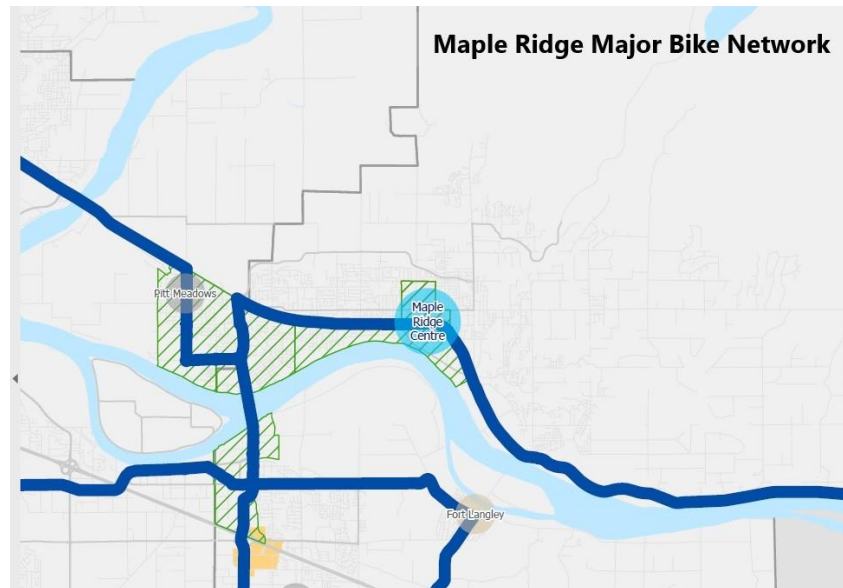 Maple Ridge Major Bike Network
Pitt Meadows
Maple
Ridge
Centre
Fort Langley